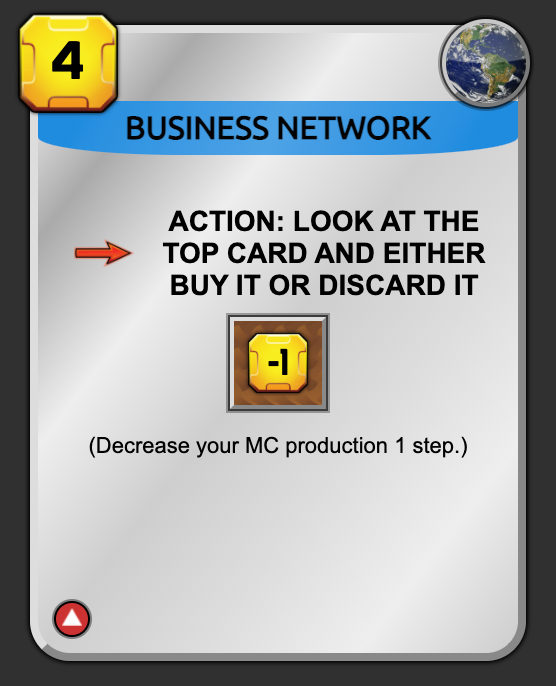 4
BUSINESS NETWORK
ACTION: LOOK AT THE
TOP CARD AND EITHER
BUY IT OR DISCARD IT
-1
(Decrease your MC production 1 step.)